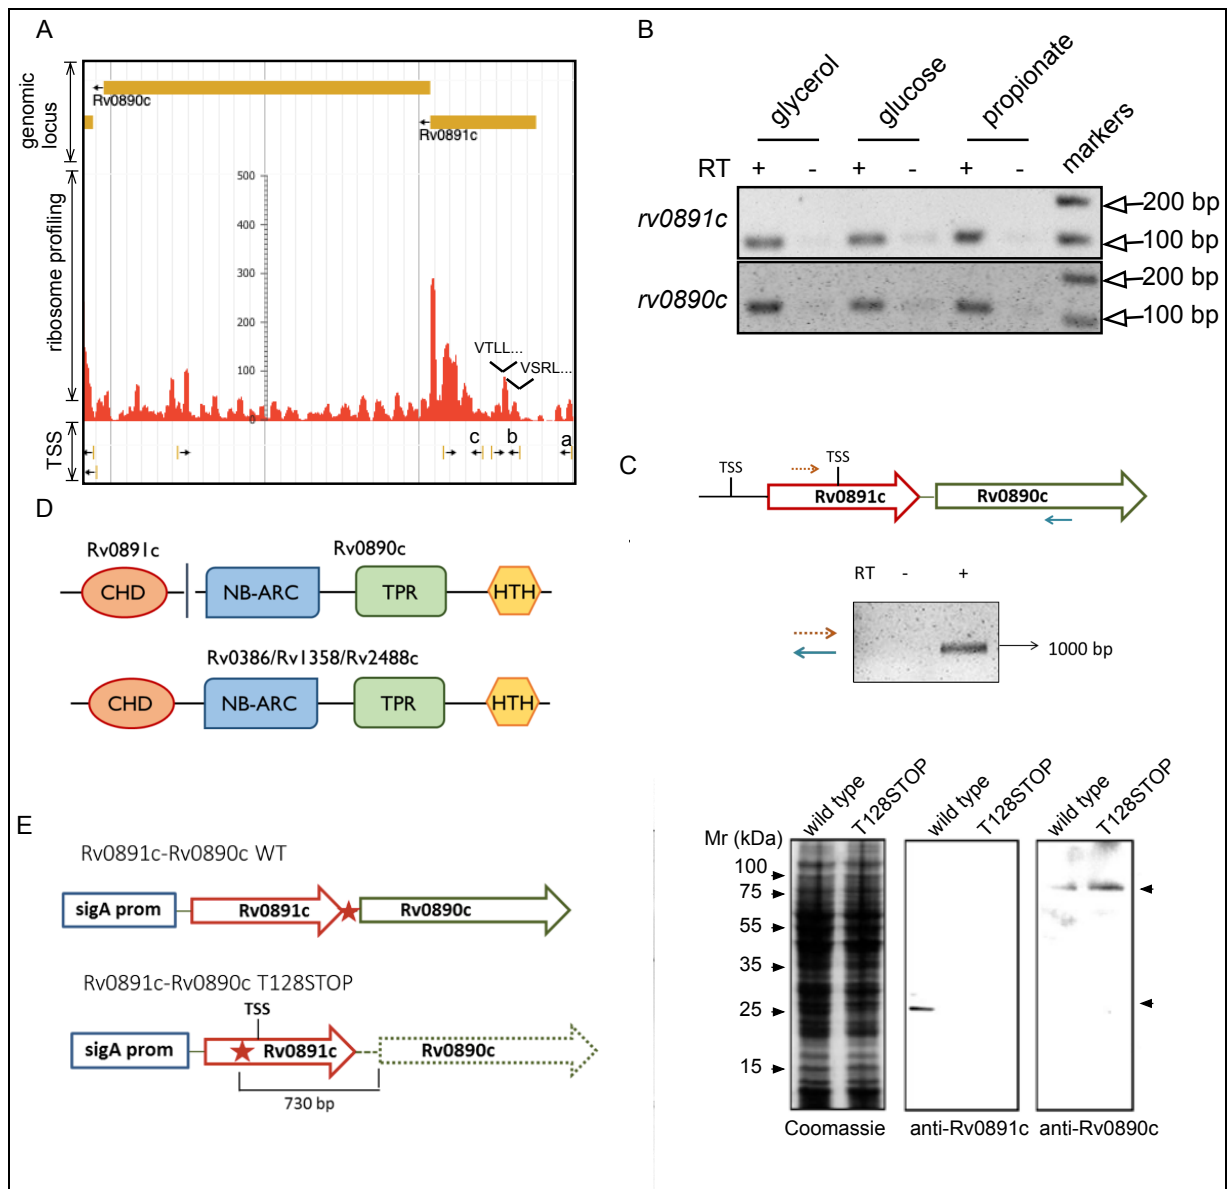 A
genomic locus
Rv0890c
Rv0891c
ribosome profiling
500
400
300
200
100
0
VTLL...
VSRL...
TSS
c
b
a
B
glycerol
glucose
propionate
markers
RT
+
-
+
-
+
-
rv0891c
200 bp
100 bp
rv0890c
200 bp
100 bp
C
TSS
TSS
Rv0891c
Rv0890c
RT
-
+
1000 bp
D
Rv0891c
Rv0890c
CHD
NB-ARC
TPR
HTH
Rv0386/Rv1358/Rv2488c
CHD
NB-ARC
TPR
HTH
E
Rv0891c-Rv0890c WT
sigA prom
Rv0891c
Rv0890c
Rv0891c-Rv0890c T128STOP
TSS
sigA prom
Rv0891c
Rv0890c
730 bp
wild type
T128STOP
wild type
T128STOP
wild type
T128STOP
Mr (kDa)
100
75
55
35
25
15
Coomassie
anti-Rv0891c
anti-Rv0890c